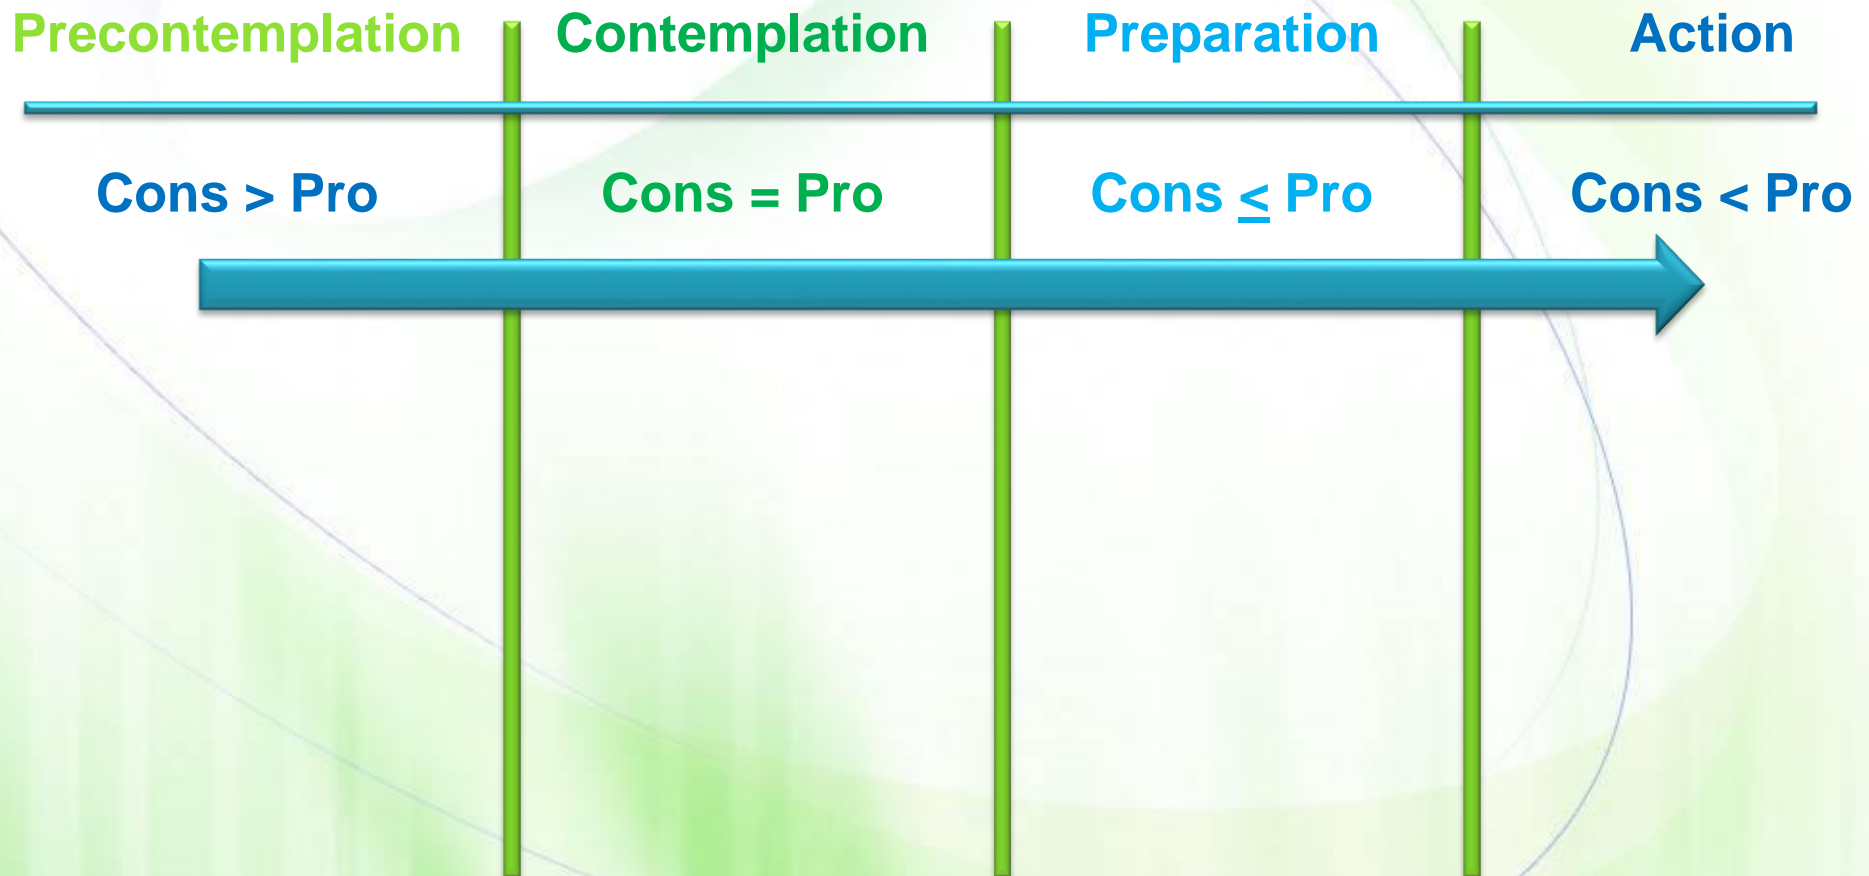 Precontemplation Contemplation Preparation Action
Cons > Pro Cons = Pro Cons ≤ Pro Cons < Pro